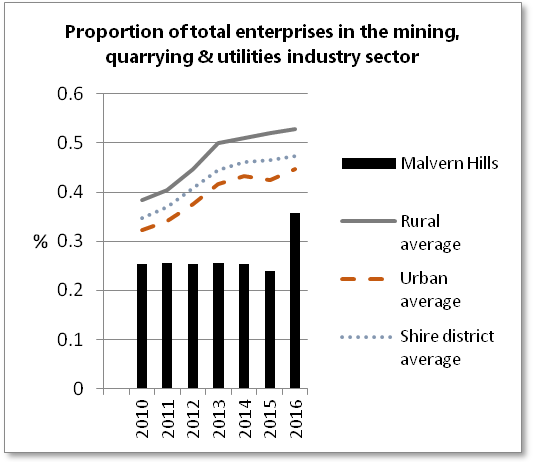 Proportion of total enterprises in the mining,
quarrying & utilities industry sector
0.6
0.5
0.4
0.3
0.2
0.1
0
%
2010
2011
2012
2013
2014
2015
2016
Malvern Hills
Rural
average
Urban
average
Shire district
average